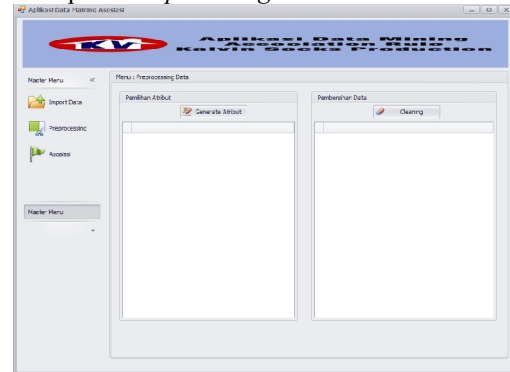 Aplikasi Data Mainng Asosiasi
KV
Aplikasi Data Mining
Association Rule
Kalvin Socks Production
Master Menu
Menu : Preprocessing Data
Import Data
Preprocessing
Asosiasi
Master Menu
Pemilihan Atribut
Generate Atribut
Pembersihan Data
Cleaning